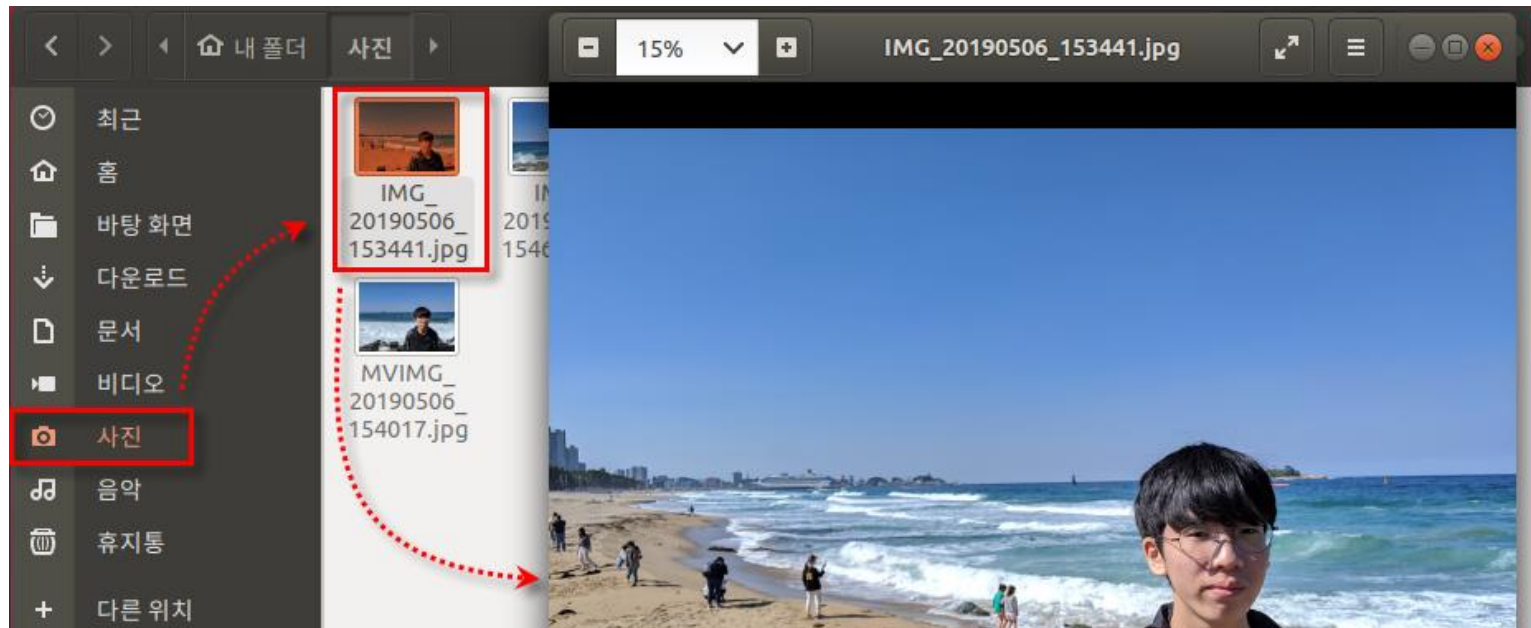 내 폴더 사진
15% IMG_20190506_153441.jpg
최근
홈
바탕 화면
다운로드
문서
비디오
사진
음악
휴지통
다른 위치
IMG_
20190506_
153441.jpg
MVIMG_
20190506_
154017.jpg